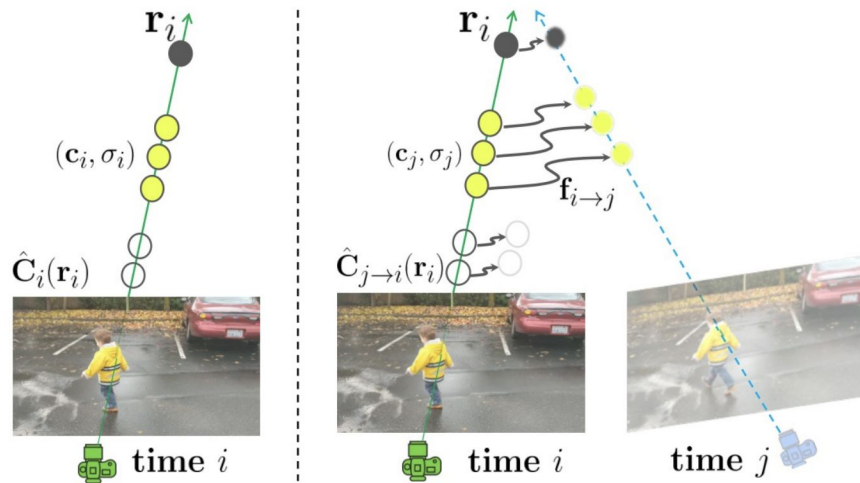 r_i
(c_i, σ_i)
Ĉ_i(r_i)
time i
r_i
(c_j, σ_j)
f_{i→j}
Ĉ_{j→i}(r_i)
time i
time j